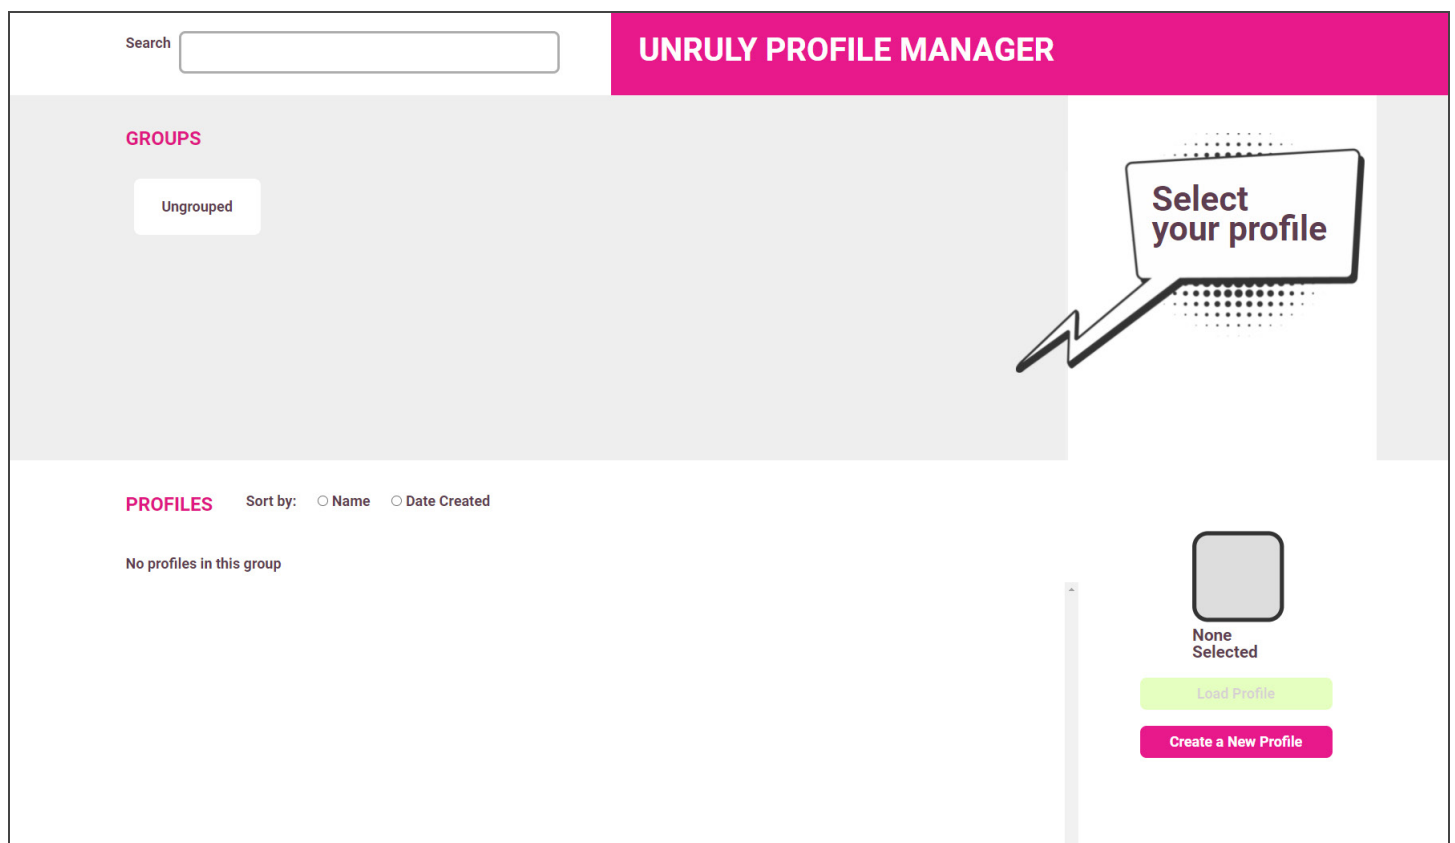 Search
UNRULY PROFILE MANAGER
GROUPS
Ungrouped
Select
your profile
PROFILES
Sort by:
Name
Date Created
No profiles in this group
None
Selected
Load Profile
Create a New Profile